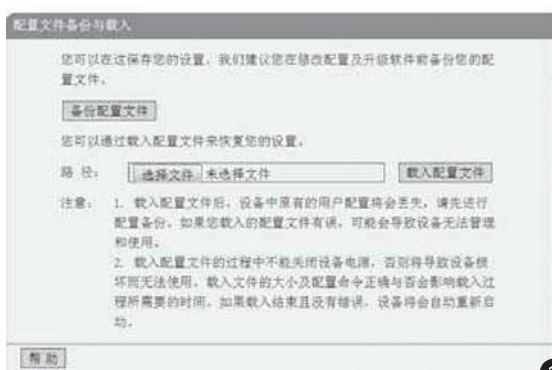 配置文件备份与载入
您可以在这保存您的设置。我们建议您在修改配置及升级软件前备份您的配
置文件。
备份配置文件
您可以通过载入配置文件来恢复您的设置。
路 径： 选择文件 未选择文件 载入配置文件
注意： 1. 载入配置文件后，设备中原有的用户配置将会丢失，请先进行
配置备份。如果您载入的配置文件有误，可能会导致设备无法管理
和使用。
2. 载入配置文件的过程中不能关闭设备电源，否则将导致设备损
坏而无法使用。载入文件的大小及配置命令正确与否会影响载入过
程所需要的时间。如果载入结束且没有错误，设备将会自动重新启
动。
帮 助